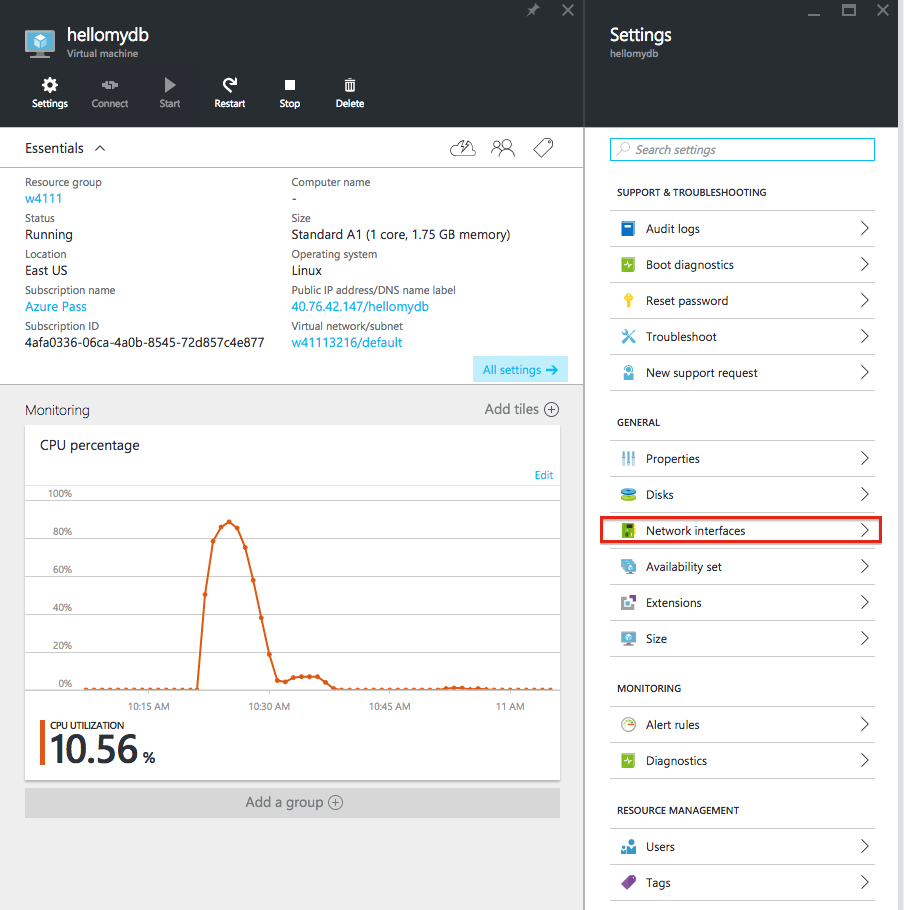 hellomydb
Virtual machine
Settings
Connect
Start
Restart
Stop
Delete
Essentials
Resource group
w4111
Status
Running
Location
East US
Subscription name
Azure Pass
Subscription ID
4afa0336-06ca-4a0b-8545-72d857c4e877
Computer name
-
Size
Standard A1 (1 core, 1.75 GB memory)
Operating system
Linux
Public IP address/DNS name label
40.76.42.147/hellomydb
Virtual network/subnet
w41113216/default
All settings
Monitoring
Add tiles
CPU percentage
Edit
100%
80%
60%
40%
20%
0%
10:15 AM
10:30 AM
10:45 AM
11 AM
CPU UTILIZATION
10.56 %
Add a group
Settings
hellomydb
Search settings
SUPPORT & TROUBLESHOOTING
Audit logs
Boot diagnostics
Reset password
Troubleshoot
New support request
GENERAL
Properties
Disks
Network interfaces
Availability set
Extensions
Size
MONITORING
Alert rules
Diagnostics
RESOURCE MANAGEMENT
Users
Tags